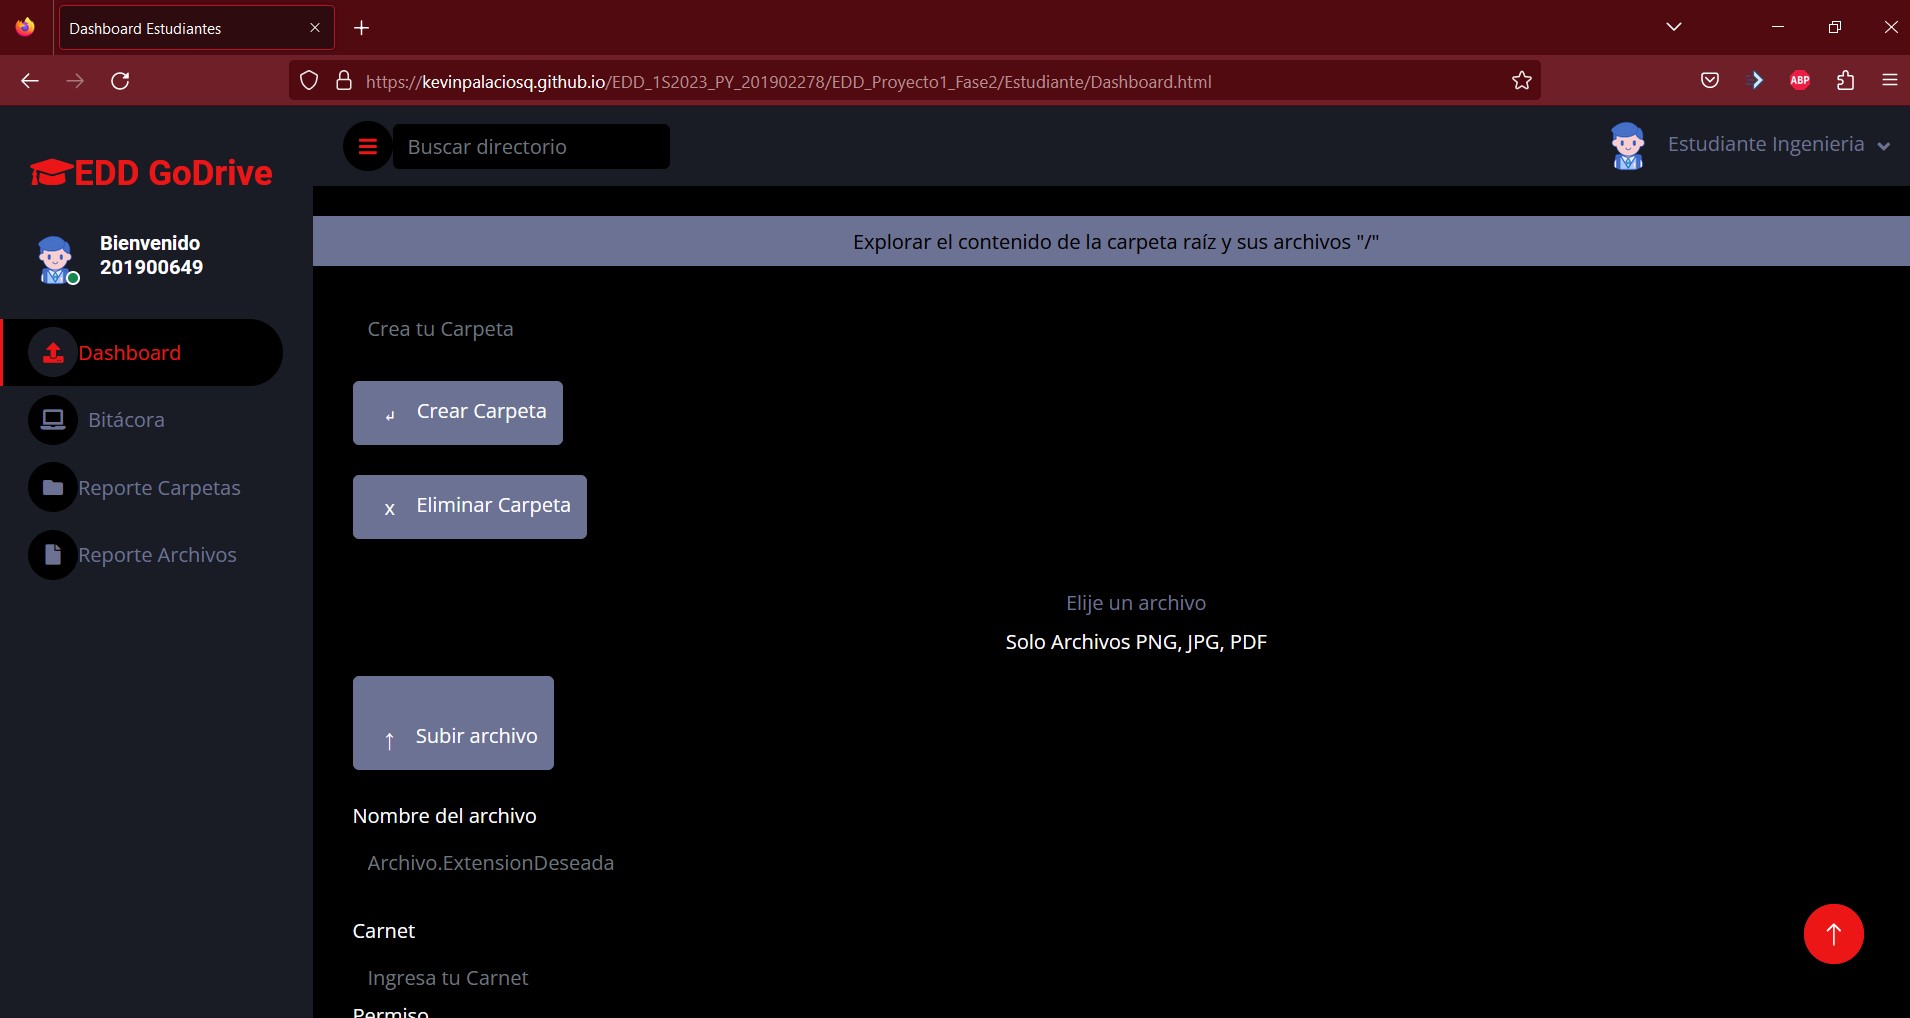 Dashboard Estudiantes
https://kevinpalaciosq.github.io/EDD_1S2023_PY_201902278/EDD_Proyecto1_Fase2/Estudiante/Dashboard.html
ABP
EDD GoDrive
Buscar directorio
Estudiante Ingenieria
Bienvenido
201900649
Explorar el contenido de la carpeta raíz y sus archivos "/"
Dashboard
Bitácora
Reporte Carpetas
Reporte Archivos
Crea tu Carpeta
↲ Crear Carpeta
x Eliminar Carpeta
Elije un archivo
Solo Archivos PNG, JPG, PDF
↑ Subir archivo
Nombre del archivo
Archivo.ExtensionDeseada
Carnet
Ingresa tu Carnet
Permiso